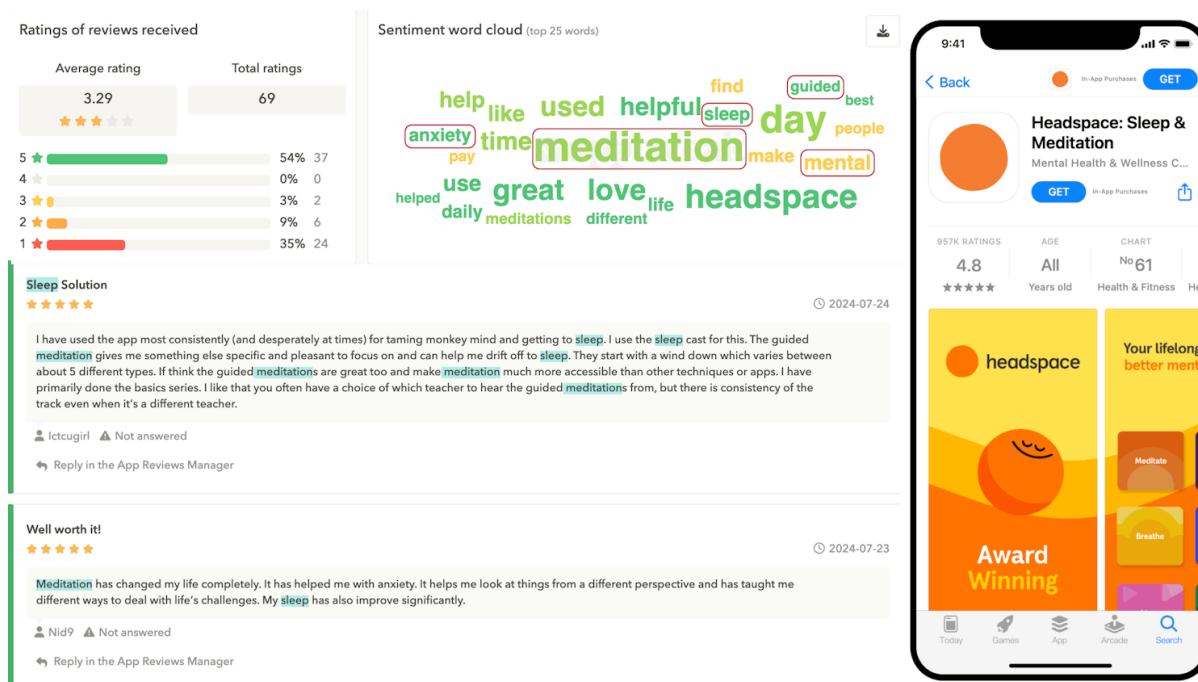 Ratings of reviews received
Average rating
Total ratings
3.29
69
5 54% 37
4 0% 0
3 3% 2
2 9% 6
1 35% 24
Sentiment word cloud (top 25 words)
find
guided
help
like
used
helpful
sleep
day
best
anxiety
time
meditation
people
pay
make
mental
helped
use
great
love
life
headspace
daily
meditations
different
Sleep Solution
2024-07-24
I have used the app most consistently (and desperately at times) for taming monkey mind and getting to sleep. I use the sleep cast for this. The guided
meditation gives me something else specific and pleasant to focus on and can help me drift off to sleep. They start with a wind down which varies between
about 5 different types. If think the guided meditations are great too and make meditation much more accessible than other techniques or apps. I have
primarily done the basics series. I like that you often have a choice of which teacher to hear the guided meditations from, but there is consistency of the
track even when it's a different teacher.
Ictcugirl Not answered
Reply in the App Reviews Manager
Well worth it!
2024-07-23
Meditation has changed my life completely. It has helped me with anxiety. It helps me look at things from a different perspective and has taught me
different ways to deal with life's challenges. My sleep has also improve significantly.
Nid9 Not answered
Reply in the App Reviews Manager
9:41
Back
In-App Purchases
GET
Headspace: Sleep &
Meditation
Mental Health & Wellness C...
GET
In-App Purchases
957K RATINGS
AGE
CHART
4.8
All
No61
Years old
Health & Fitness
He
headspace
Award
Winning
Your lifelong
better ment
Meditate
Breathe
Today
Games
App
Arcade
Search